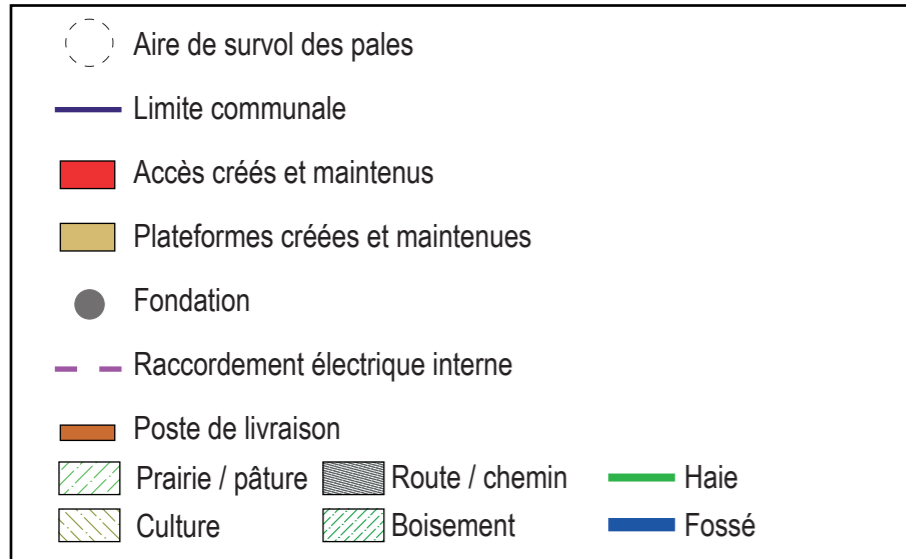 Aire de survol des pales
Limite communale
Accès créés et maintenus
Plateformes créées et maintenues
Fondation
Raccordement électrique interne
Poste de livraison
Prairie / pâture Route / chemin Haie
Culture Boisement Fossé